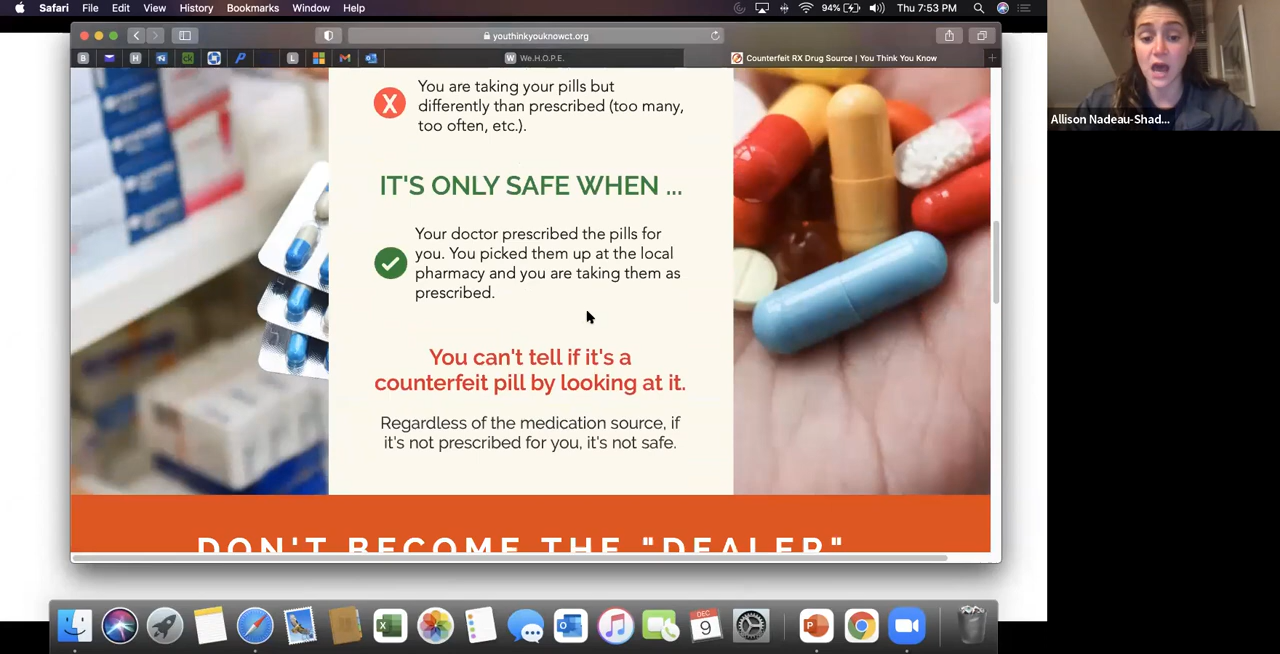 Safari File Edit View History Bookmarks Window Help 94% Thu 7:53 PM
youthinkyouknowct.org
B H ck P L W We.H.O.P.E. Counterfeit RX Drug Source | You Think You Know
X You are taking your pills but
differently than prescribed (too many,
too often, etc.).
IT'S ONLY SAFE WHEN ...
Your doctor prescribed the pills for
you. You picked them up at the local
pharmacy and you are taking them as
prescribed.
You can't tell if it's a
counterfeit pill by looking at it.
Regardless of the medication source, if
it's not prescribed for you, it's not safe.
DON'T BECOME THE "DEALER"
Allison Nadeau-Shad...
DEC
9